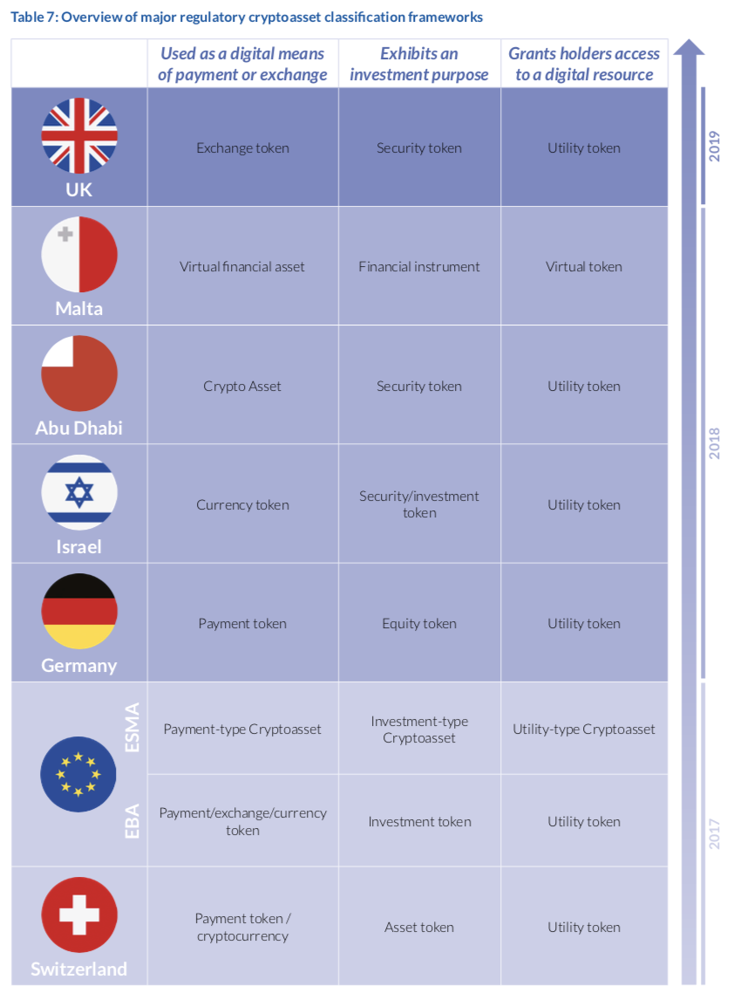 Table 7: Overview of major regulatory cryptoasset classification frameworks
Used as a digital means
of payment or exchange
Exhibits an
investment purpose
Grants holders access
to a digital resource
UK
Exchange token
Security token
Utility token
2019
Malta
Virtual financial asset
Financial instrument
Virtual token
Abu Dhabi
Crypto Asset
Security token
Utility token
2018
Israel
Currency token
Security/investment
token
Utility token
Germany
Payment token
Equity token
Utility token
ESMA
Payment-type Cryptoasset
Investment-type
Cryptoasset
Utility-type Cryptoasset
EBA
Payment/exchange/currency
token
Investment token
Utility token
2017
Switzerland
Payment token /
cryptocurrency
Asset token
Utility token